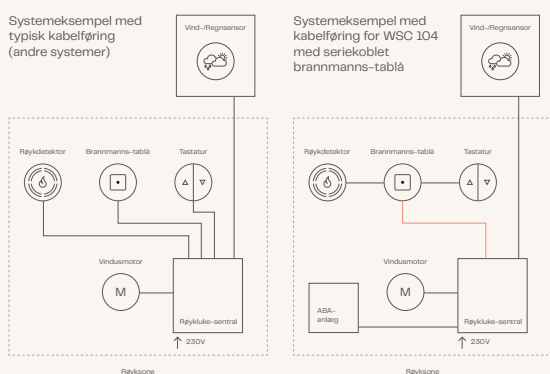 Systemeksempel med
typisk kabelføring
(andre systemer)
Vind-/Regnsensor
Røykdetektor
Brannmanns-tablå
Tastatur
Vindusmotor
M
Røykluke-sentral
230V
Røyksone
Systemeksempel med
kabelføring for WSC 104
med seriekoblet
brannmanns-tablå
Vind-/Regnsensor
Røykdetektor
Brannmanns-tablå
Tastatur
Vindusmotor
M
ABA-
anlæg
Røykluke-sentral
230V
Røyksone